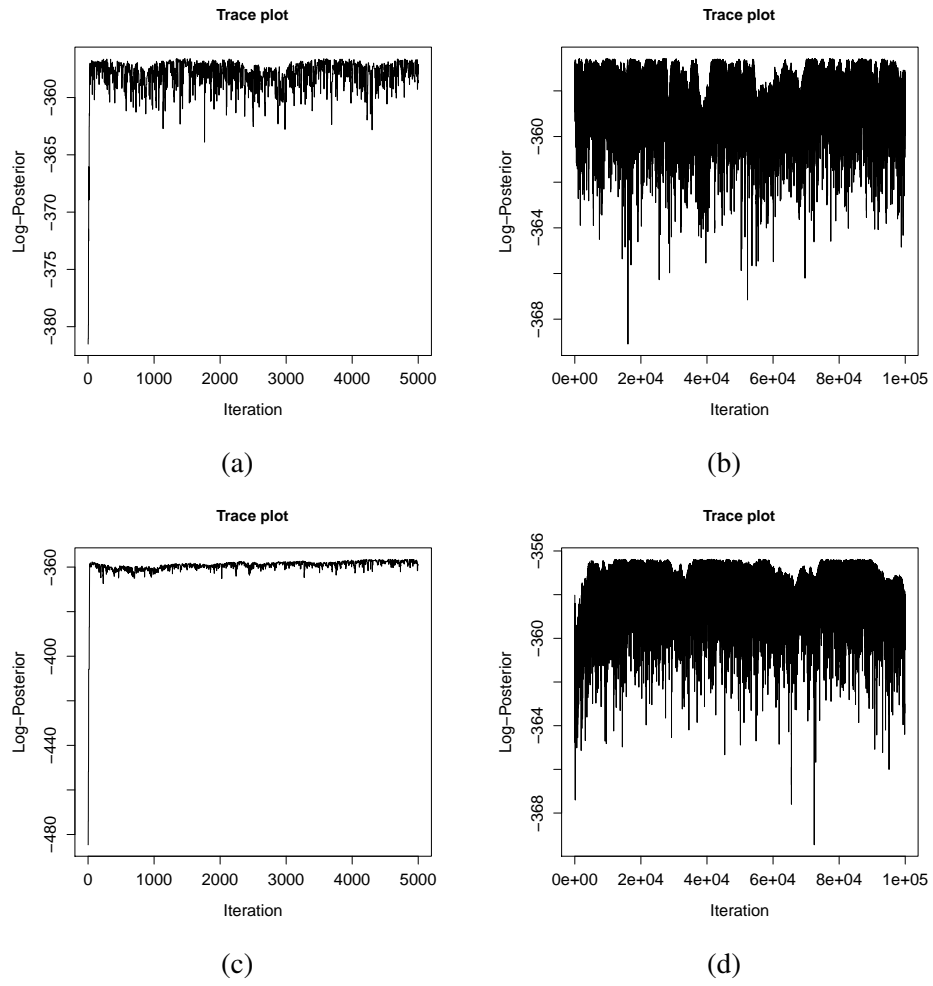 Trace plot
Log−Posterior
−360
−365
−370
−375
−380
0 1000 2000 3000 4000 5000
Iteration
(a)
Trace plot
Log−Posterior
−360
−364
−368
0e+00 2e+04 4e+04 6e+04 8e+04 1e+05
Iteration
(b)
Trace plot
Log−Posterior
−360
−400
−440
−480
0 1000 2000 3000 4000 5000
Iteration
(c)
Trace plot
Log−Posterior
−356
−360
−364
−368
0e+00 2e+04 4e+04 6e+04 8e+04 1e+05
Iteration
(d)